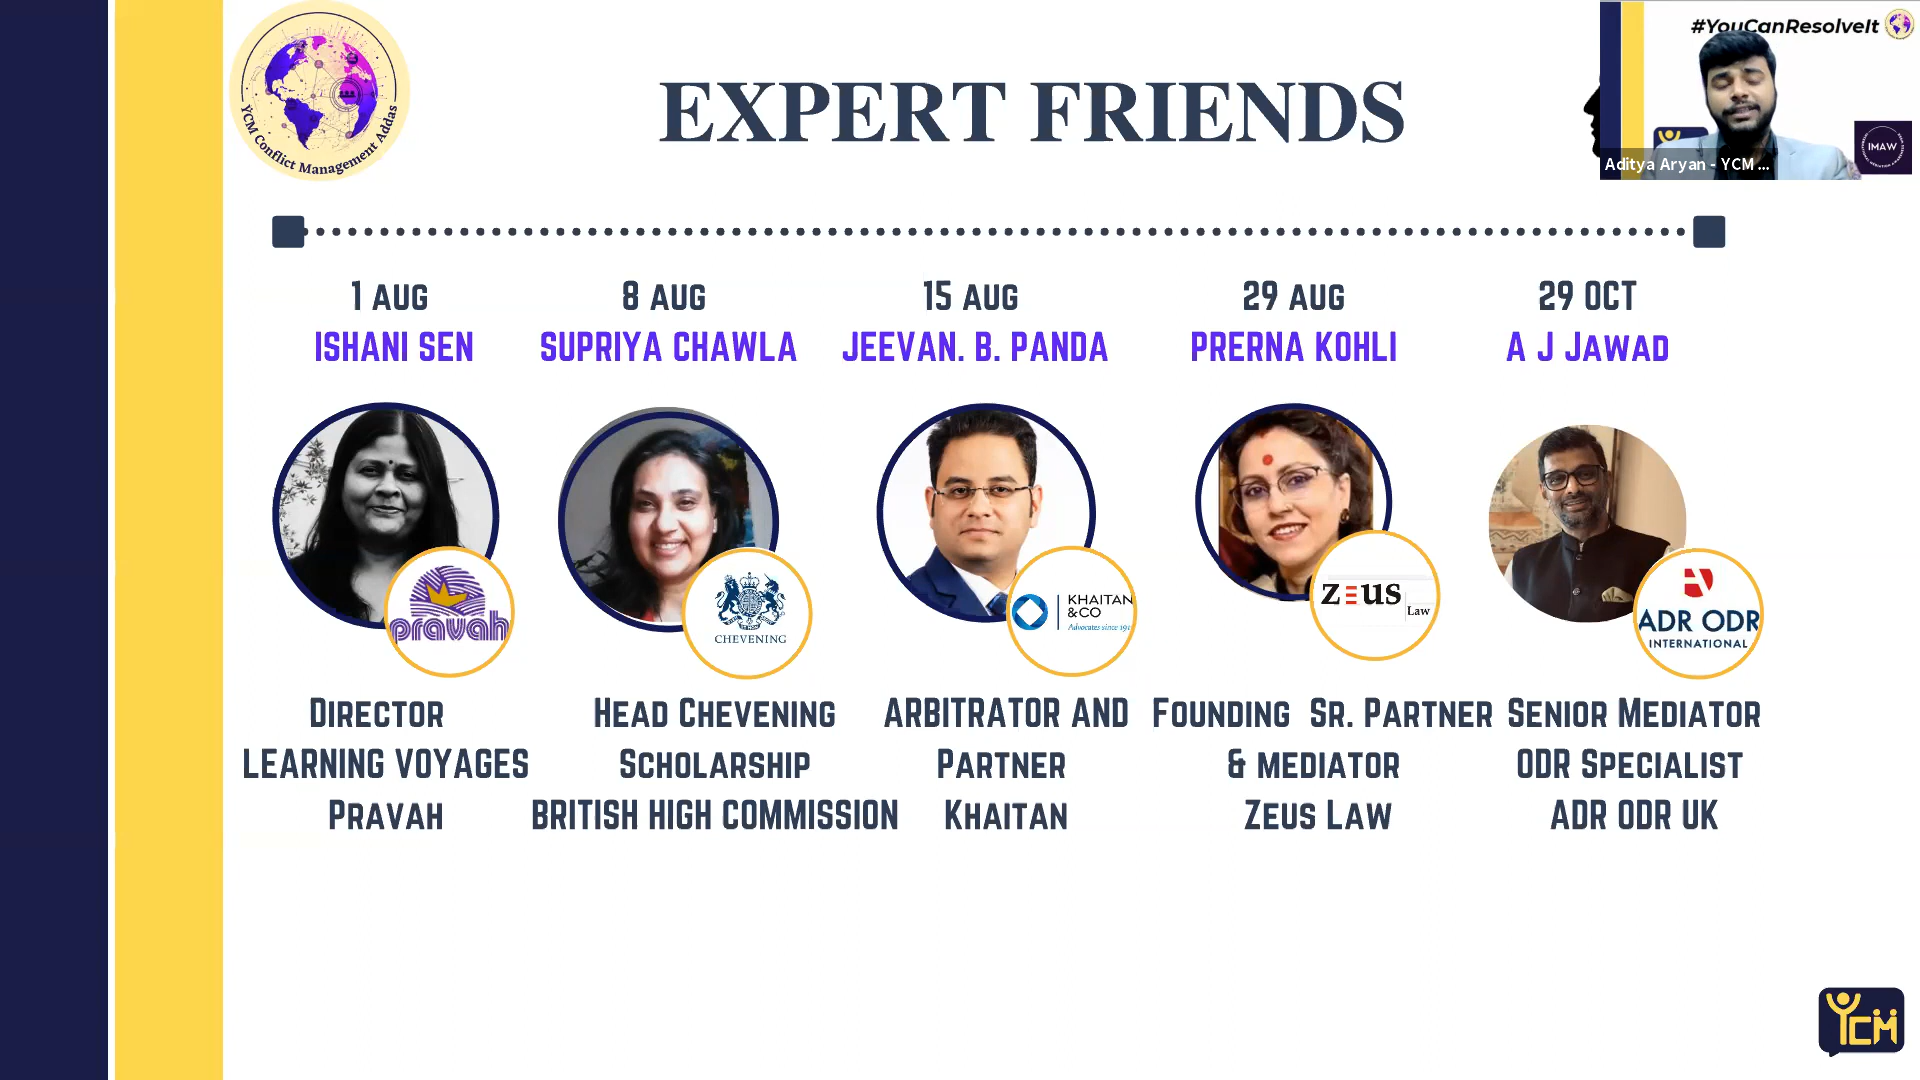 YCM Conflict Management Addas
EXPERT FRIENDS
#YouCanResolveIt
IMAW
Aditya Aryan - YCM ...
1 AUG
ISHANI SEN
8 AUG
SUPRIYA CHAWLA
15 AUG
JEEVAN. B. PANDA
29 AUG
PRERNA KOHLI
29 OCT
A J JAWAD
pravah
CHEVENING
KHAITAN
&CO
Advocates since 191
ZEUS
Law
ADR ODR
INTERNATIONAL
DIRECTOR
LEARNING VOYAGES
PRAVAH
HEAD CHEVENING
SCHOLARSHIP
BRITISH HIGH COMMISSION
ARBITRATOR AND
PARTNER
KHAITAN
FOUNDING SR. PARTNER
& MEDIATOR
ZEUS LAW
SENIOR MEDIATOR
ODR SPECIALIST
ADR ODR UK
YCM